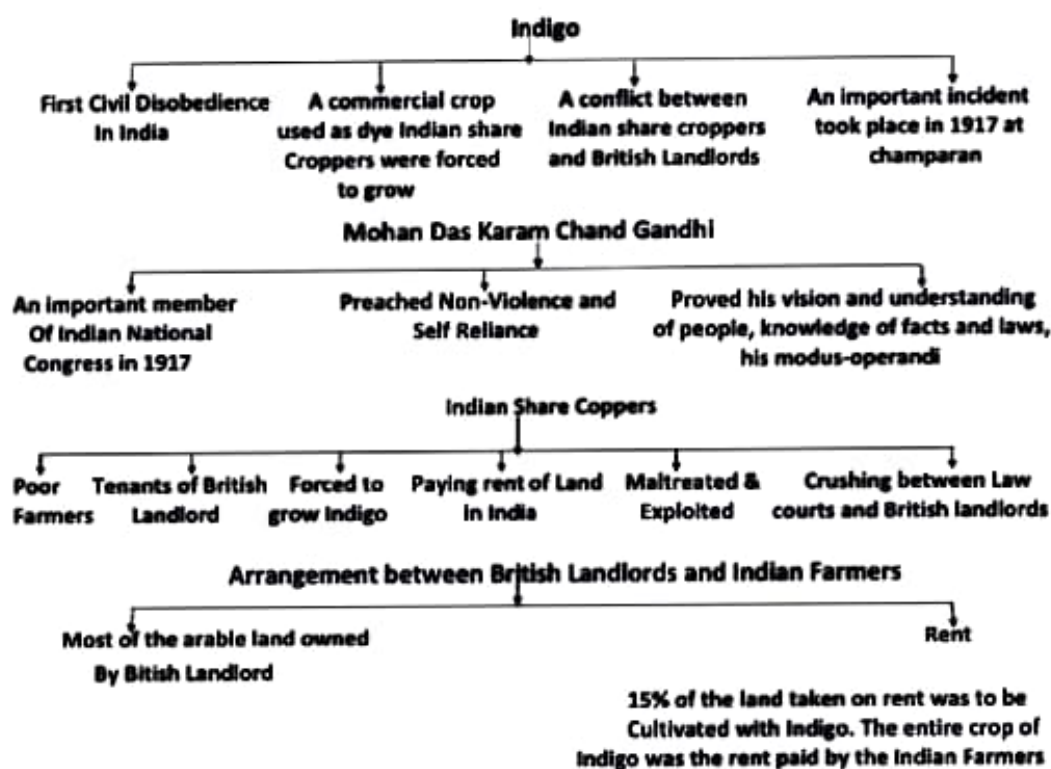 Indigo
First Civil Disobedience
In India
A commercial crop
used as dye Indian share
Croppers were forced
to grow
A conflict between
Indian share croppers
and British Landlords
An important incident
took place in 1917 at
champaran
Mohan Das Karam Chand Gandhi
An important member
Of Indian National
Congress in 1917
Preached Non-Violence and
Self Reliance
Proved his vision and understanding
of people, knowledge of facts and laws,
his modus-operandi
Indian Share Coppers
Poor
Farmers
Tenants of British
Landlord
Forced to
grow Indigo
Paying rent of Land
In India
Maltreated &
Exploited
Crushing between Law
courts and British landlords
Arrangement between British Landlords and Indian Farmers
Most of the arable land owned
By Bitish Landlord
Rent
15% of the land taken on rent was to be
Cultivated with Indigo. The entire crop of
Indigo was the rent paid by the Indian Farmers